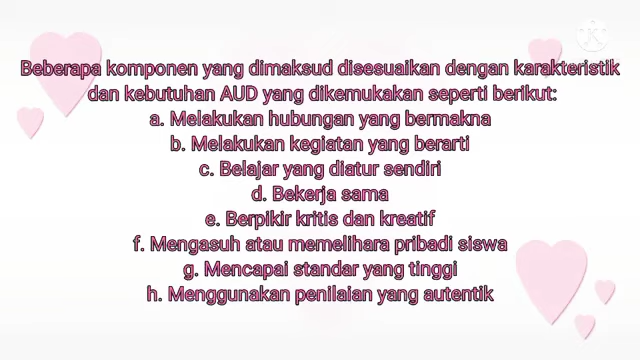 Beberapa komponen yang dimaksud disesuaikan dengan karakteristik
dan kebutuhan AUD yang dikemukakan seperti berikut:
a. Melakukan hubungan yang bermakna
b. Melakukan kegiatan yang berarti
c. Belajar yang diatur sendiri
d. Bekerja sama
e. Berpikir kritis dan kreatif
f. Mengasuh atau memelihara pribadi siswa
g. Mencapai standar yang tinggi
h. Menggunakan penilaian yang autentik